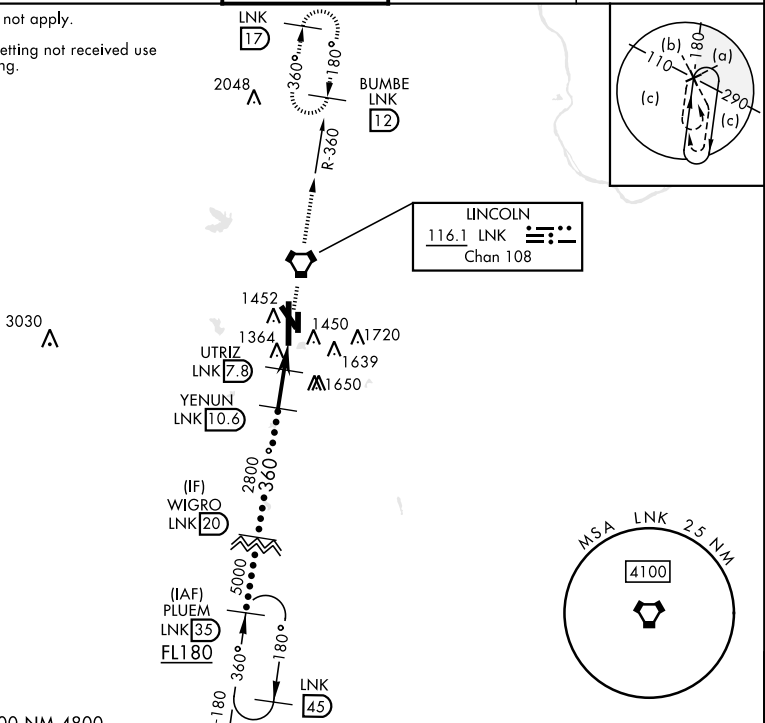 not apply.
etting not received use
ng.
LNK
17
360°
180°
2048
BUMBE
LNK
12
R-360
(b)
180
(a)
110
(c)
290
(c)
LINCOLN
116.1 LNK
Chan 108
3030
1452
1450
1720
1364
1639
UTRIZ
LNK 7.8
1650
YENUN
LNK 10.6
2800
360°
(IF)
WIGRO
LNK 20
MSA LNK 25 NM
4100
5000
(IAF)
PLUEM
LNK 35
FL180
360°
180°
LNK
45
-180
00 NM 4800